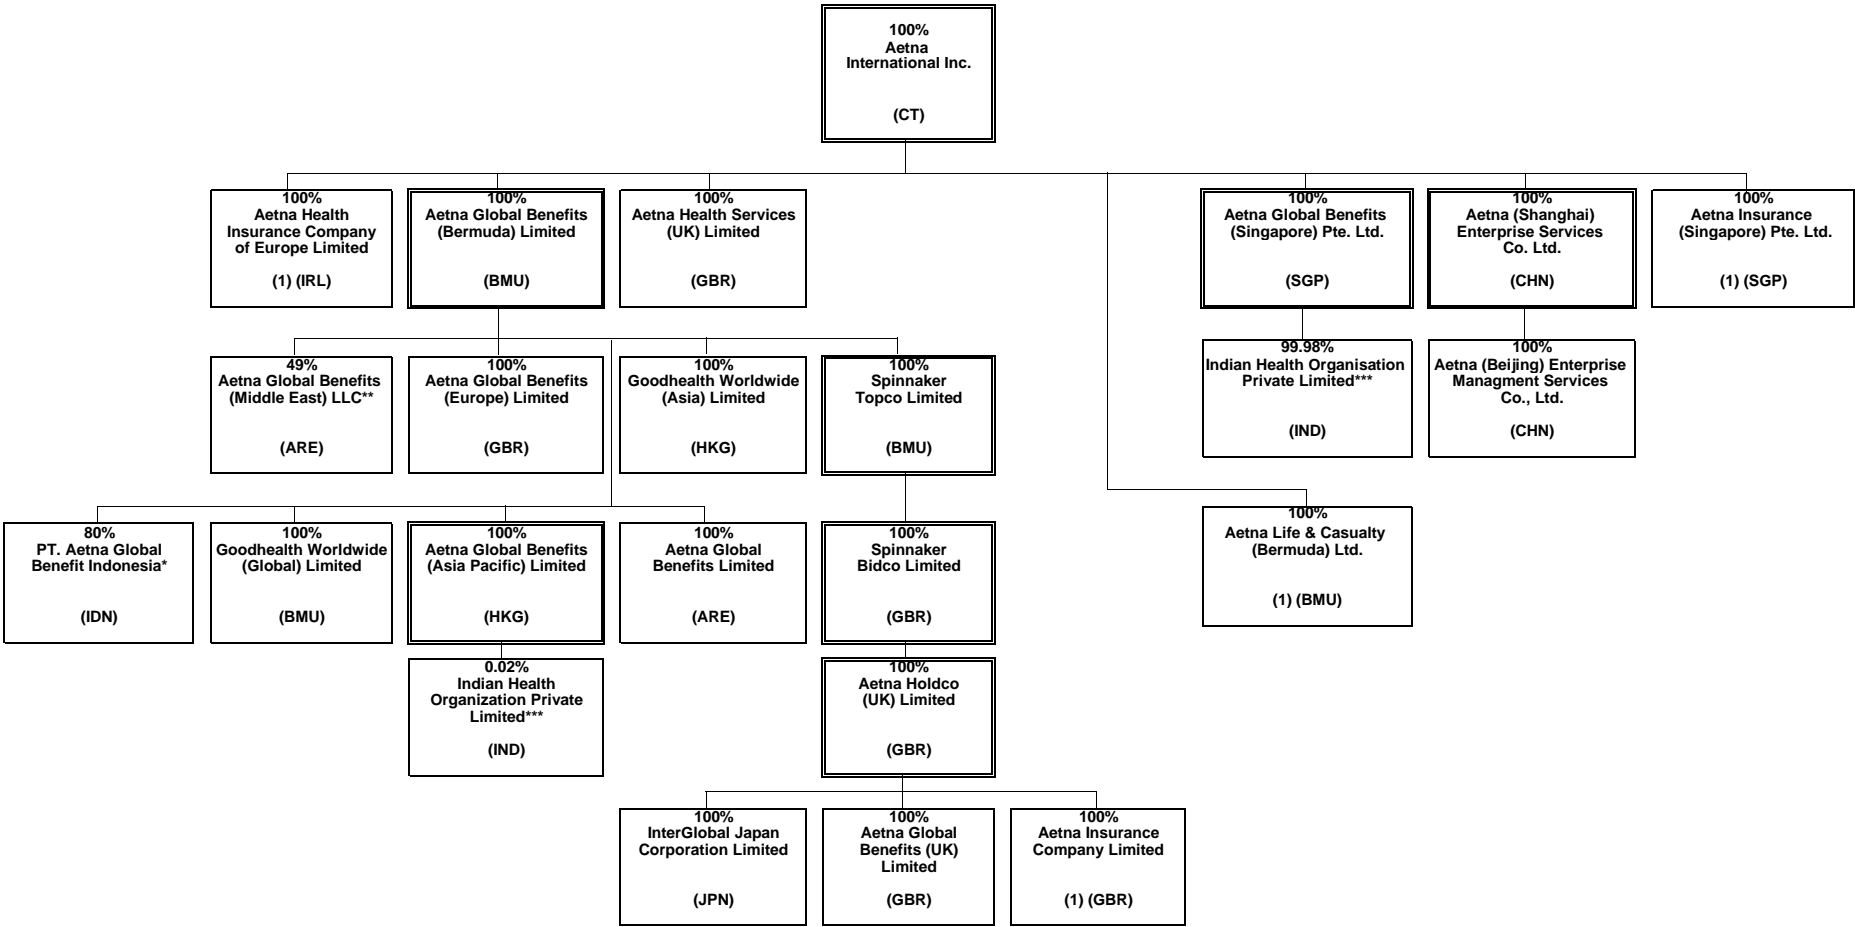 100%
Aetna
International Inc.
(CT)
100%
Aetna Health
Insurance Company
of Europe Limited
(1) (IRL)
100%
Aetna Global Benefits
(Bermuda) Limited
(BMU)
100%
Aetna Health Services
(UK) Limited
(GBR)
100%
Aetna Global Benefits
(Singapore) Pte. Ltd.
(SGP)
100%
Aetna (Shanghai)
Enterprise Services
Co. Ltd.
(CHN)
100%
Aetna Insurance
(Singapore) Pte. Ltd.
(1) (SGP)
49%
Aetna Global Benefits
(Middle East) LLC**
(ARE)
100%
Aetna Global Benefits
(Europe) Limited
(GBR)
100%
Goodhealth Worldwide
(Asia) Limited
(HKG)
100%
Spinnaker
Topco Limited
(BMU)
99.98%
Indian Health Organisation
Private Limited***
(IND)
100%
Aetna (Beijing) Enterprise
Managment Services
Co., Ltd.
(CHN)
80%
PT. Aetna Global
Benefit Indonesia*
(IDN)
100%
Goodhealth Worldwide
(Global) Limited
(BMU)
100%
Aetna Global Benefits
(Asia Pacific) Limited
(HKG)
100%
Aetna Global
Benefits Limited
(ARE)
100%
Spinnaker
Bidco Limited
(GBR)
100%
Aetna Life & Casualty
(Bermuda) Ltd.
(1) (BMU)
0.02%
Indian Health
Organization Private
Limited***
(IND)
100%
Aetna Holdco
(UK) Limited
(GBR)
100%
InterGlobal Japan
Corporation Limited
(JPN)
100%
Aetna Global
Benefits (UK)
Limited
(GBR)
100%
Aetna Insurance
Company Limited
(1) (GBR)